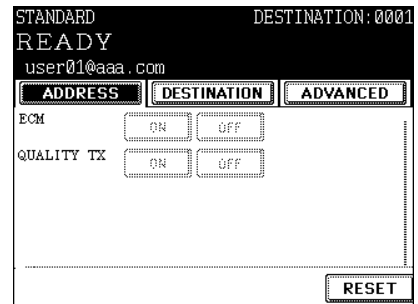 STANDARD DESTINATION:0001
READY
user01@aaa.com
ADDRESS DESTINATION ADVANCED
ECM ON OFF
QUALITY TX ON OFF
RESET